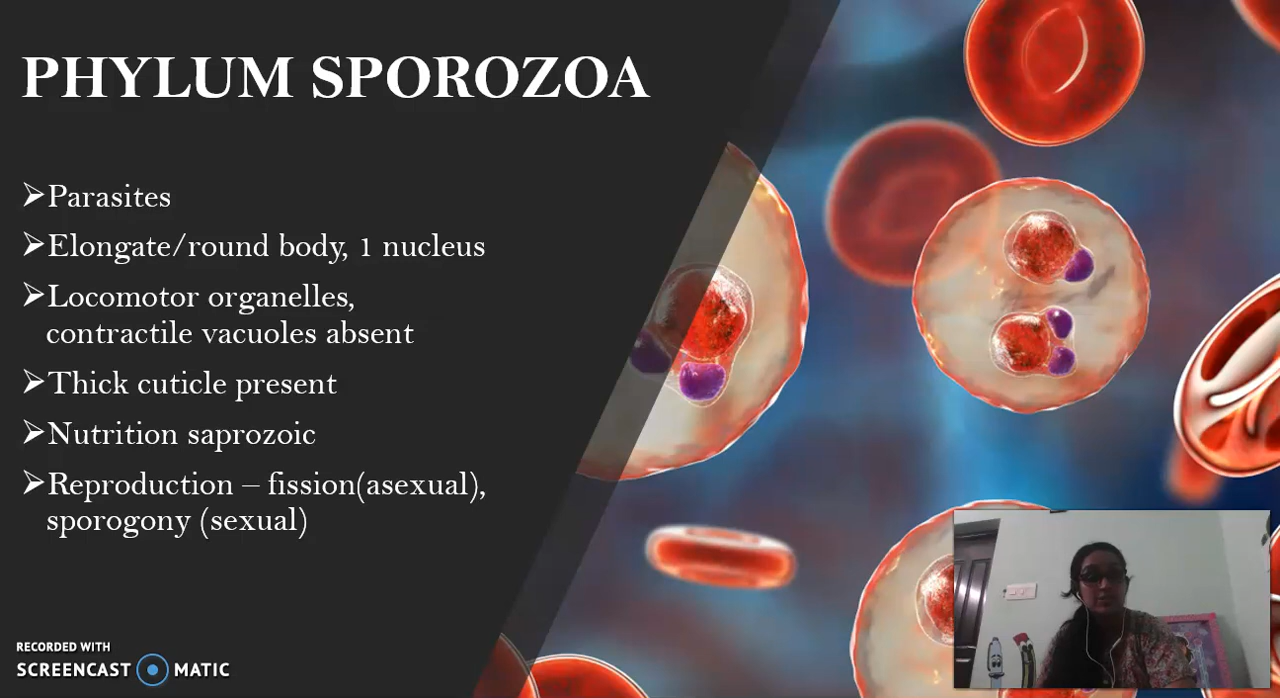 PHYLUM SPOROZOA
➢Parasites
➢Elongate/round body, 1 nucleus
➢Locomotor organelles,
contractile vacuoles absent
➢Thick cuticle present
➢Nutrition saprozoic
➢Reproduction – fission(asexual),
sporogony (sexual)
RECORDED WITH
SCREENCAST MATIC